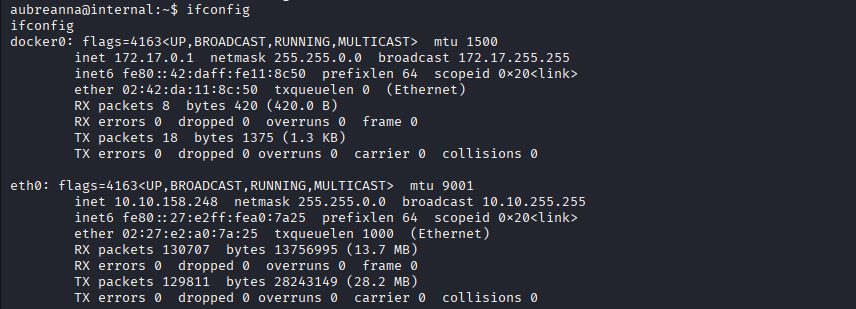 aubreanna@internal:~$ ifconfig
ifconfig
docker0: flags=4163<UP,BROADCAST,RUNNING,MULTICAST>  mtu 1500
        inet 172.17.0.1  netmask 255.255.0.0  broadcast 172.17.255.255
        inet6 fe80::42:daff:fe11:8c50  prefixlen 64  scopeid 0x20<link>
        ether 02:42:da:11:8c:50  txqueuelen 0  (Ethernet)
        RX packets 8  bytes 420 (420.0 B)
        RX errors 0  dropped 0  overruns 0  frame 0
        TX packets 18  bytes 1375 (1.3 KB)
        TX errors 0  dropped 0 overruns 0  carrier 0  collisions 0

eth0: flags=4163<UP,BROADCAST,RUNNING,MULTICAST>  mtu 9001
        inet 10.10.158.248  netmask 255.255.0.0  broadcast 10.10.255.255
        inet6 fe80::27:e2ff:fea0:7a25  prefixlen 64  scopeid 0x20<link>
        ether 02:27:e2:a0:7a:25  txqueuelen 1000  (Ethernet)
        RX packets 130707  bytes 13756995 (13.7 MB)
        RX errors 0  dropped 0  overruns 0  frame 0
        TX packets 129811  bytes 28243149 (28.2 MB)
        TX errors 0  dropped 0 overruns 0  carrier 0  collisions 0